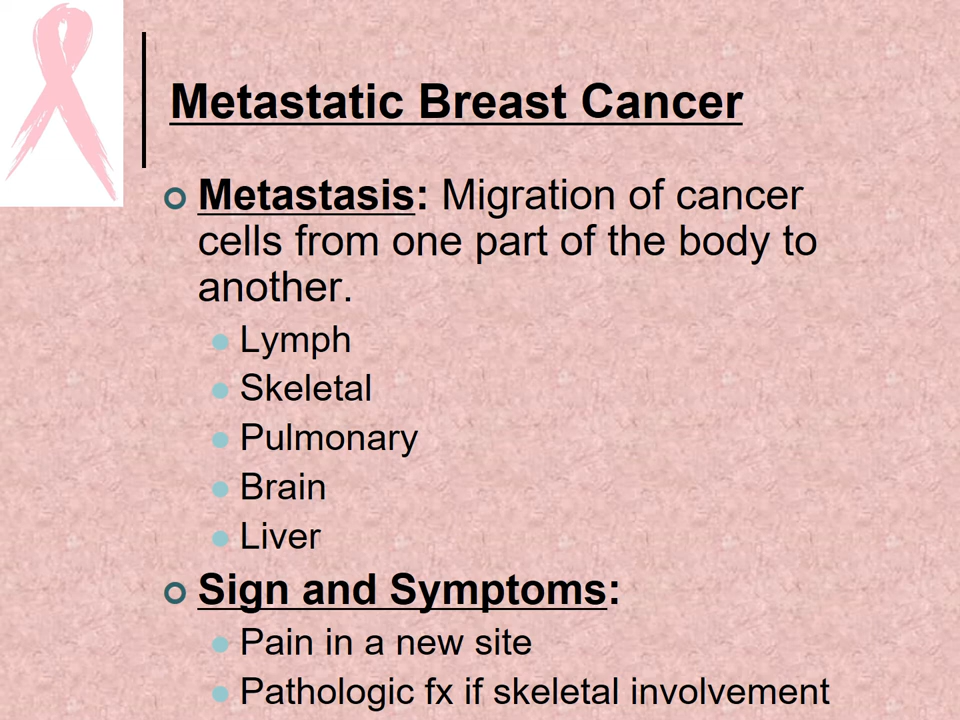 Metastatic Breast Cancer
Metastasis: Migration of cancer
cells from one part of the body to
another.
Lymph
Skeletal
Pulmonary
Brain
Liver
Sign and Symptoms:
Pain in a new site
Pathologic fx if skeletal involvement